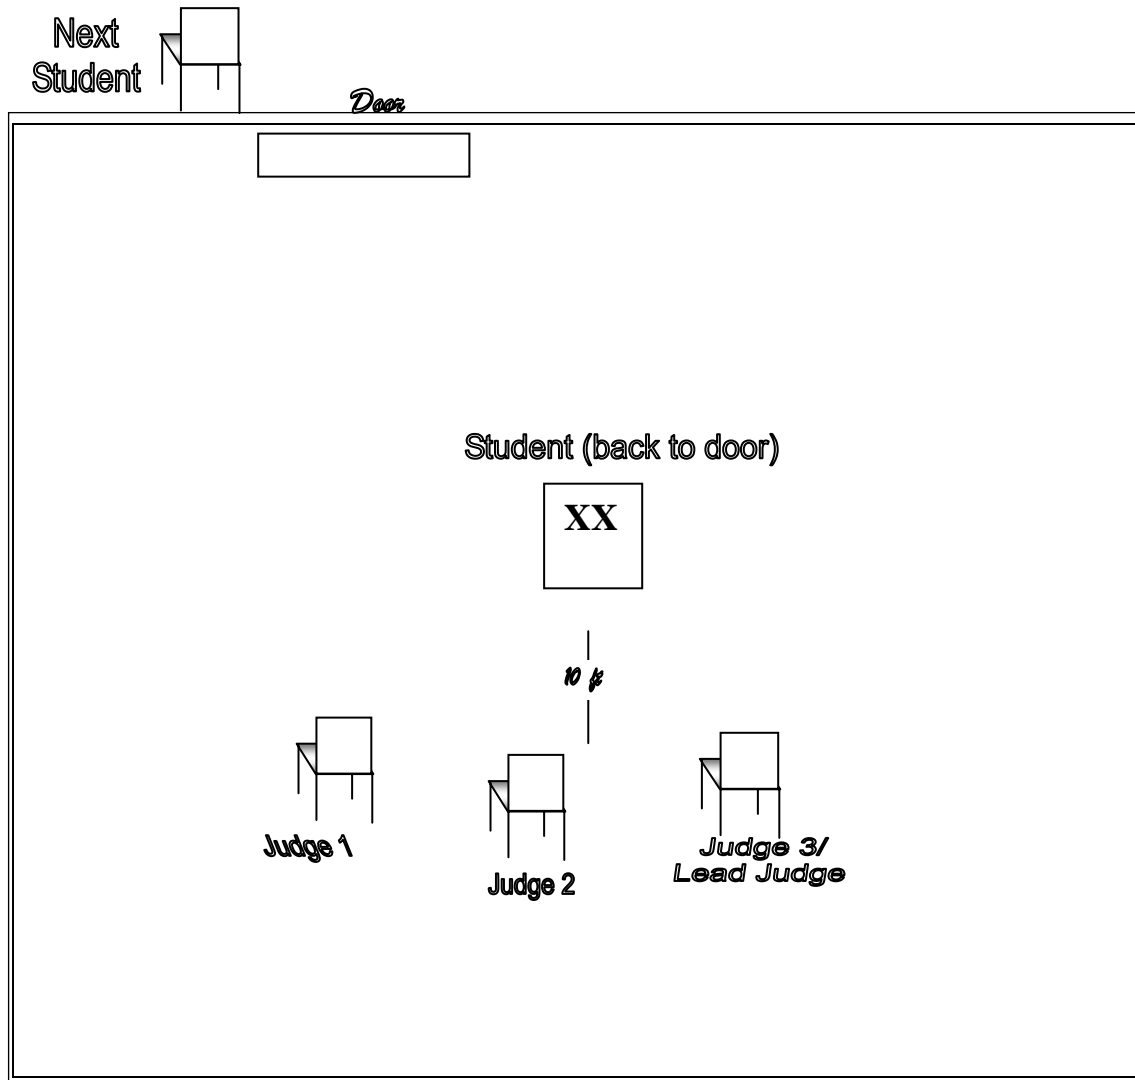 Next
Student
Door
Student (back to door)
XX
10 ft
Judge 1
Judge 2
Judge 3/
Lead Judge